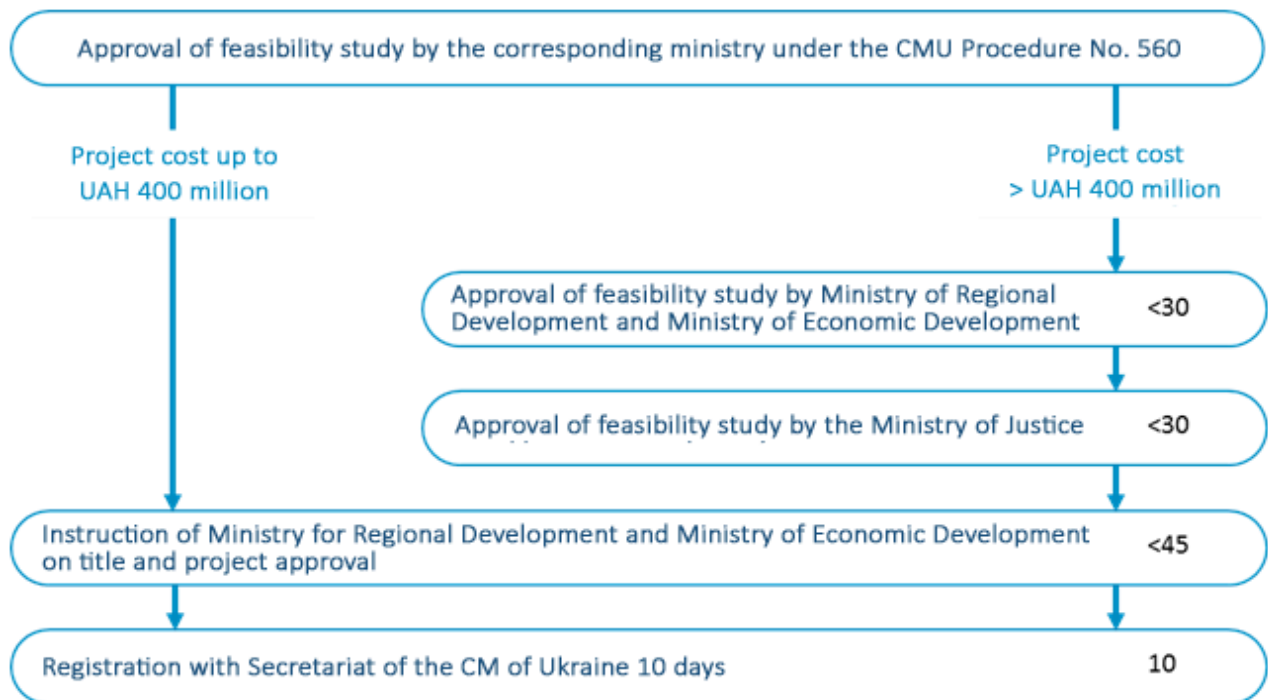 Approval of feasibility study by the corresponding ministry under the CMU Procedure No. 560
Project cost up to
UAH 400 million
Project cost
> UAH 400 million
Approval of feasibility study by Ministry of Regional
Development and Ministry of Economic Development
<30
Approval of feasibility study by the Ministry of Justice
<30
Instruction of Ministry for Regional Development and Ministry of Economic Development
on title and project approval
<45
Registration with Secretariat of the CM of Ukraine 10 days
10